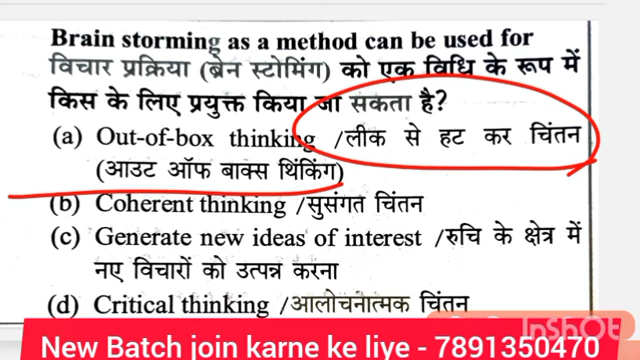 Brain storming as a method can be used for
विचार प्रक्रिया (ब्रेन स्टोमिंग) को एक विधि के रूप में
किस के लिए प्रयुक्त किया जा सकता है?
(a) Out-of-box thinking /लीक से हट कर चिंतन
(आउट ऑफ बाक्स थिंकिंग)
(b) Coherent thinking /सुसंगत चिंतन
(c) Generate new ideas of interest /रुचि के क्षेत्र में
नए विचारों को उत्पन्न करना
(d) Critical thinking /आलोचनात्मक चिंतन
InShOt
New Batch join karne ke liye - 7891350470